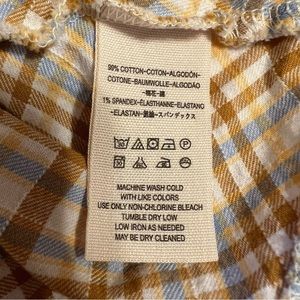 99% COTTON-COTON-ALGODÓN-
COTONE-BAUMWOLLE-ALGODÃO
-棉花-綿
1% SPANDEX-ÉLASTHANNE-ELASTANO
-ELASTAN-スパンデックス
MACHINE WASH COLD
WITH LIKE COLORS
USE ONLY NON-CHLORINE BLEACH
TUMBLE DRY LOW
LOW IRON AS NEEDED
MAY BE DRY CLEANED